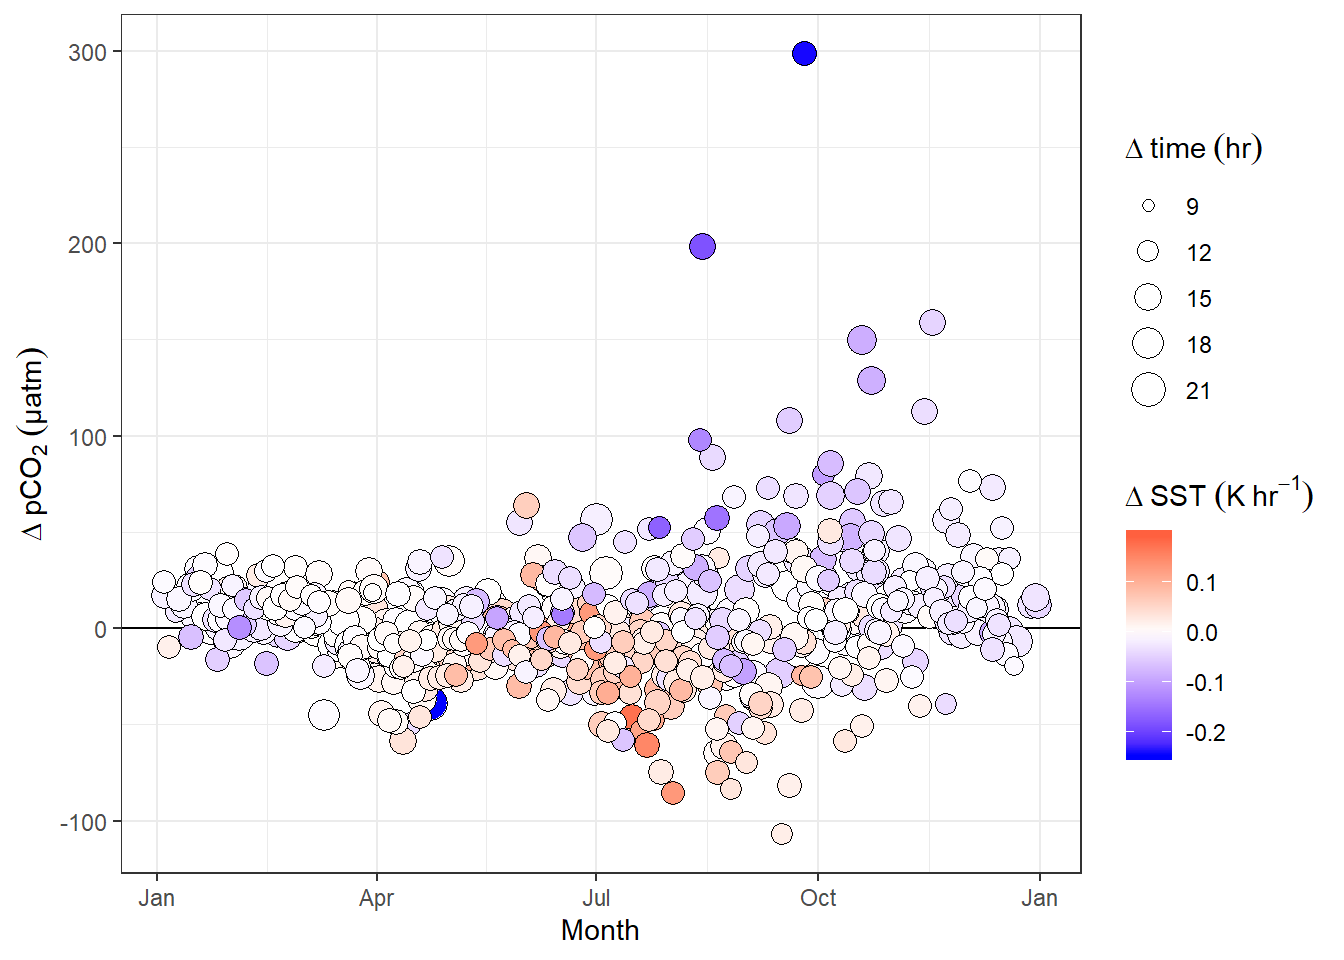 300
200
100
0
-100
Δ pCO₂ (µatm)
Jan
Apr
Jul
Oct
Jan
Month
Δ time (hr)
9
12
15
18
21
Δ SST (K hr⁻¹)
0.1
0.0
-0.1
-0.2